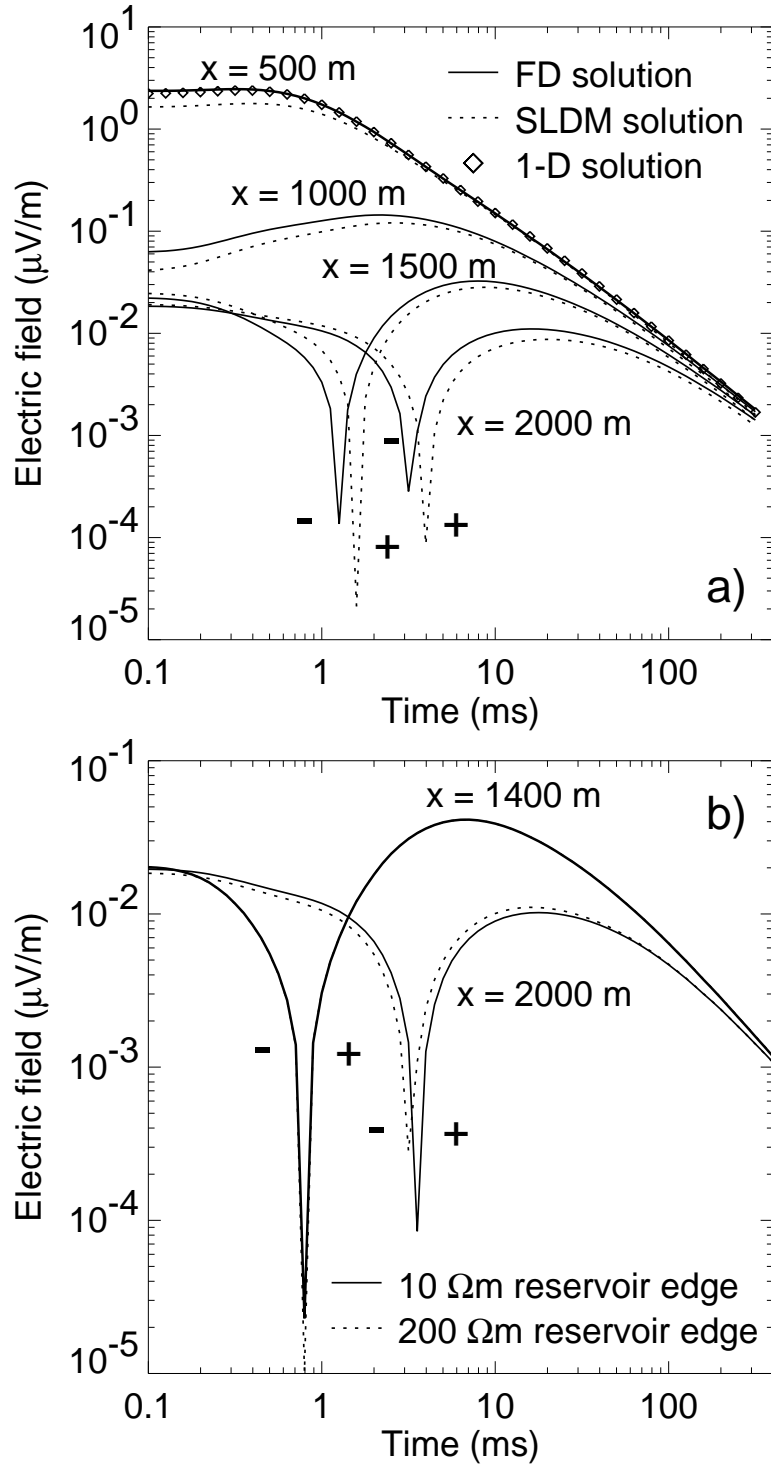 10^1
10^0
10^-1
10^-2
10^-3
10^-4
10^-5
Electric field (µV/m)
x = 500 m
FD solution
SLDM solution
1-D solution
x = 1000 m
x = 1500 m
x = 2000 m
-
-
+
+
a)
0.1 1 10 100
Time (ms)
10^-1
10^-2
10^-3
10^-4
10^-5
Electric field (µV/m)
x = 1400 m
b)
x = 2000 m
- +
- +
10 Ωm reservoir edge
200 Ωm reservoir edge
0.1 1 10 100
Time (ms)